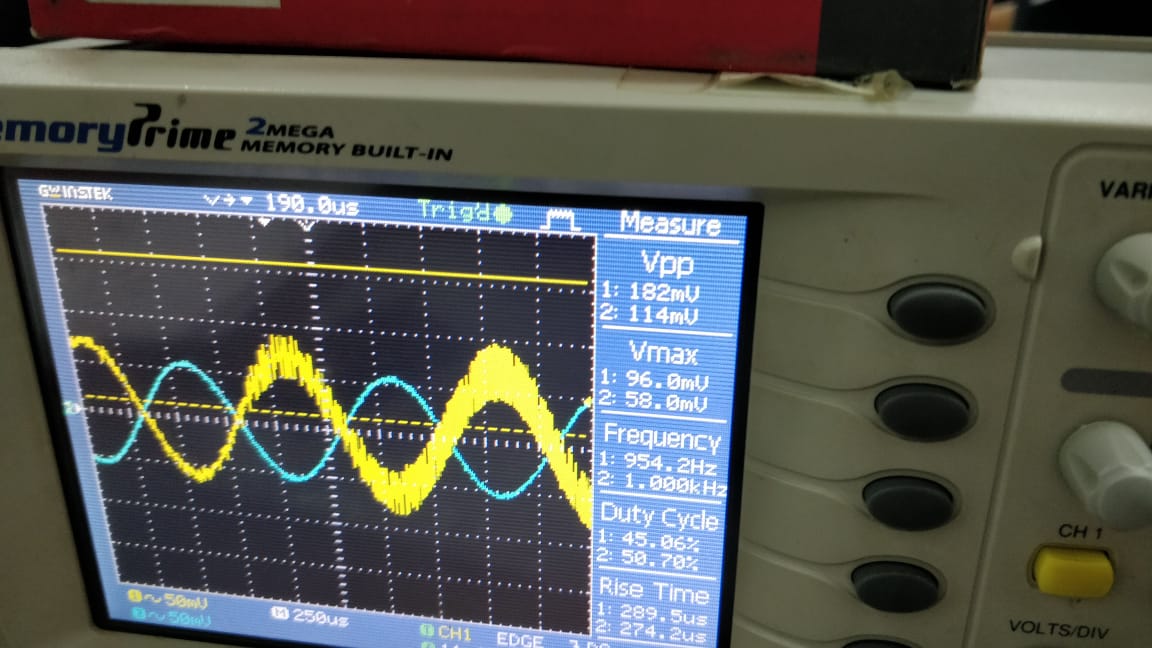 emoryPrime 2MEGA
MEMORY BUILT-IN
GW INSTEK
190.0us
Trig'd
Measure
Vpp
1: 182mV
2: 114mV
Vmax
1: 96.0mV
2: 58.0mV
Frequency
1: 954.2Hz
2: 1.000kHz
Duty Cycle
1: 45.06%
2: 50.70%
Rise Time
1: 289.5us
2: 274.2us
1 50mV
2 50mV
M 250us
CH1
EDGE
VARI
CH 1
VOLTS/DIV